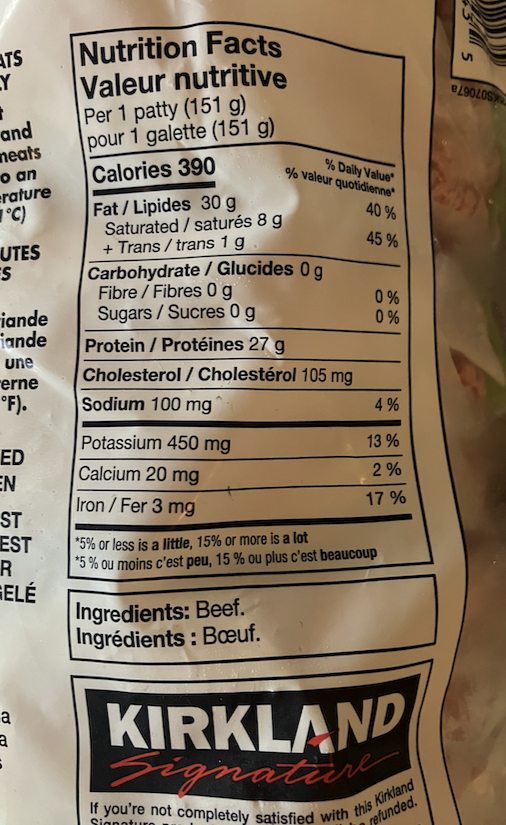 Nutrition Facts
Valeur nutritive
Per 1 patty (151 g)
pour 1 galette (151 g)
Calories 390
% Daily Value*
% valeur quotidienne*
Fat / Lipides 30 g 40 %
Saturated / saturés 8 g
+ Trans / trans 1 g 45 %
Carbohydrate / Glucides 0 g
Fibre / Fibres 0 g 0 %
Sugars / Sucres 0 g 0 %
Protein / Protéines 27 g
Cholesterol / Cholestérol 105 mg
Sodium 100 mg 4 %
Potassium 450 mg 13 %
Calcium 20 mg 2 %
Iron / Fer 3 mg 17 %
*5% or less is a little, 15% or more is a lot
*5 % ou moins c'est peu, 15 % ou plus c'est beaucoup
Ingredients: Beef.
Ingrédients : Bœuf.
KIRKLAND
Signature
If you're not completely satisfied with this Kirkland
Signature
refunded.
and
o an
une
°F).